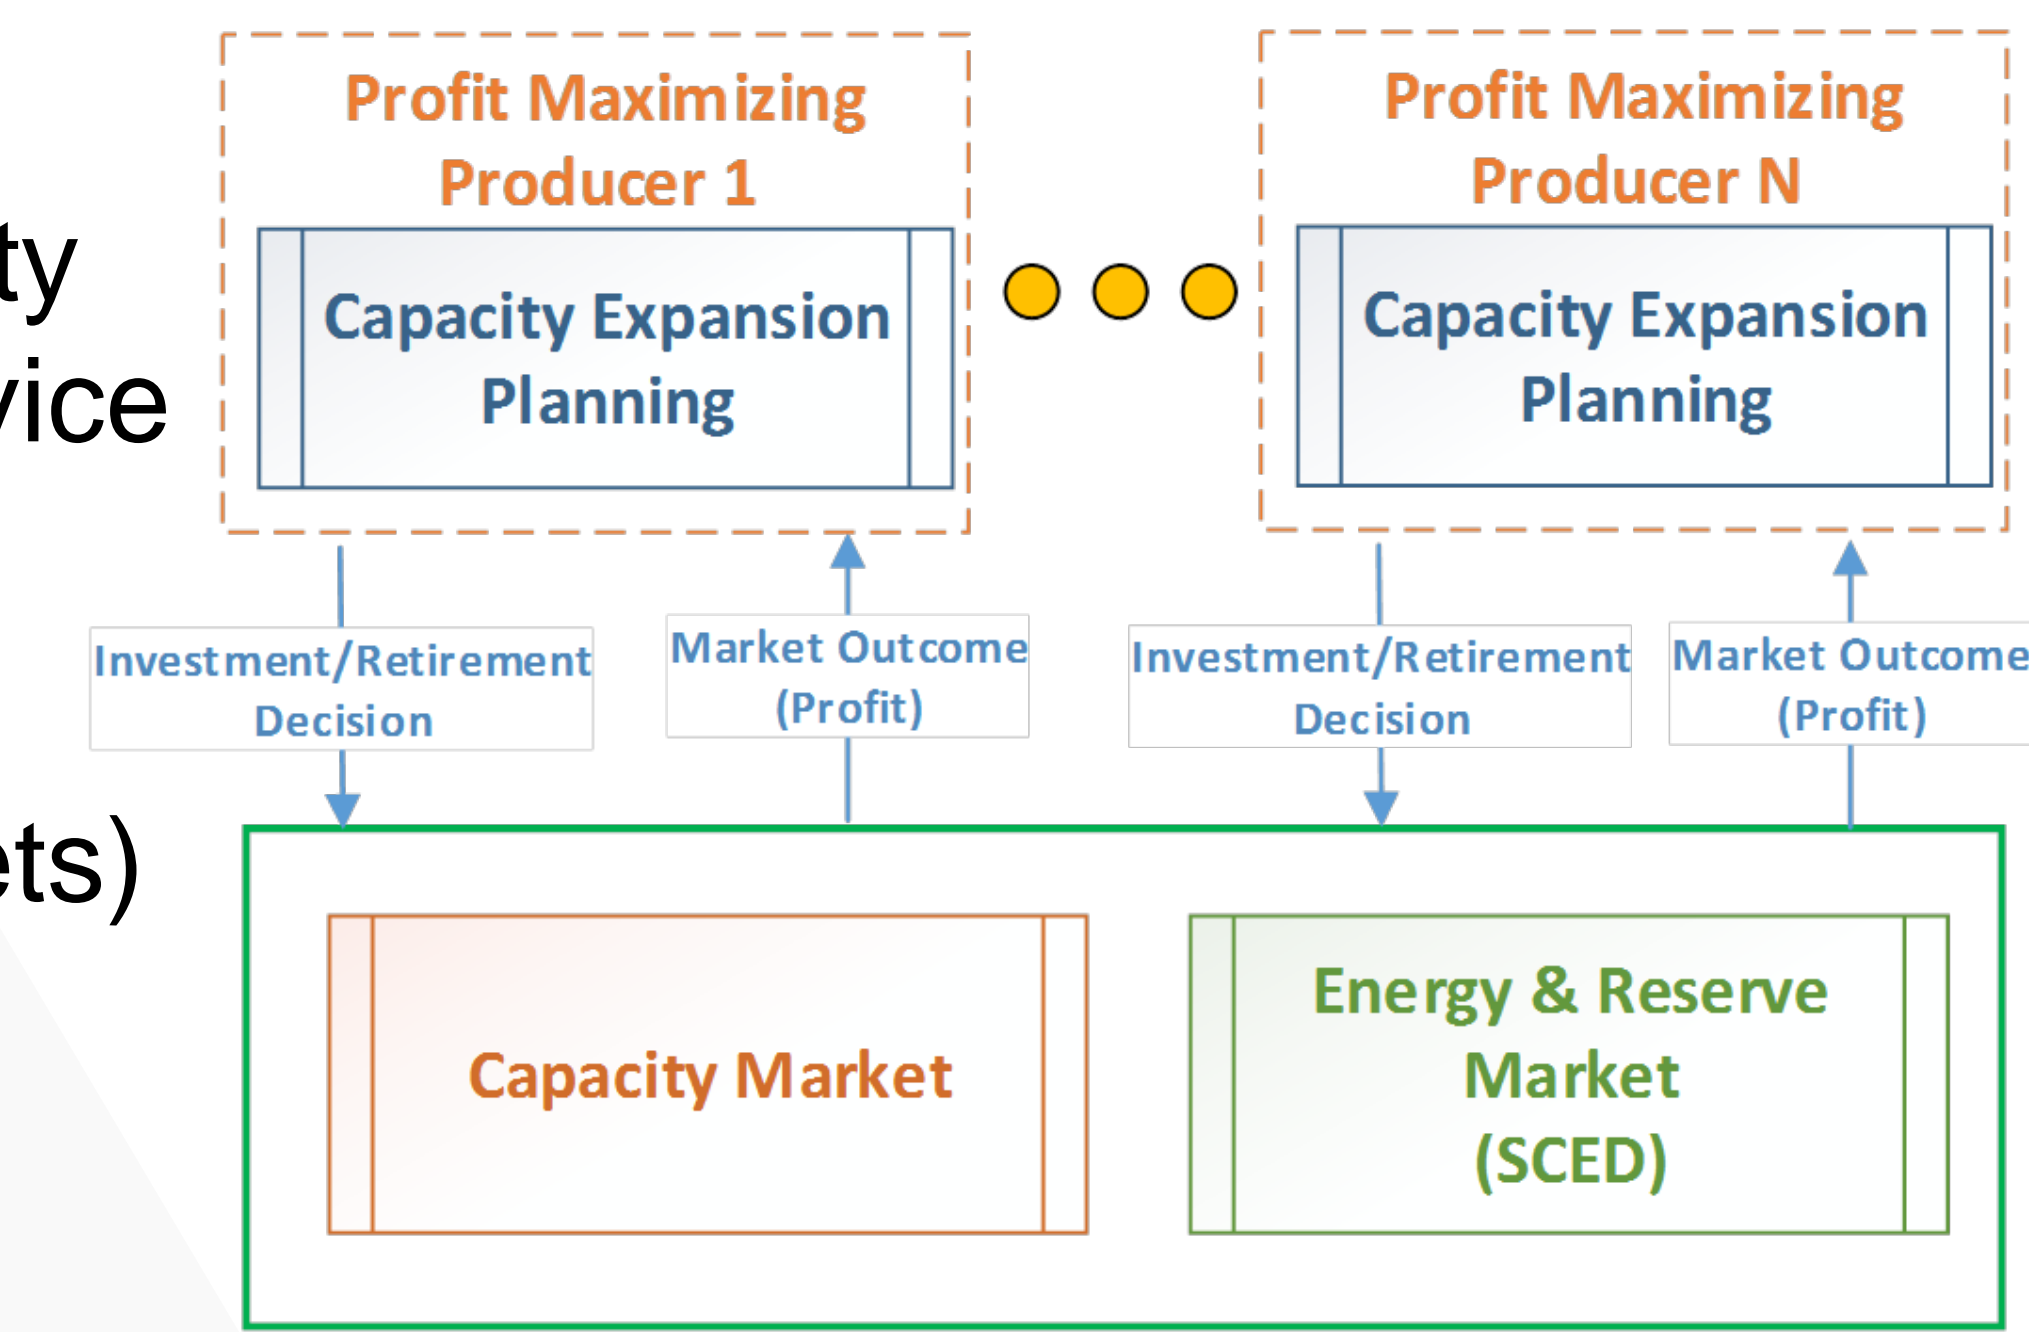 Profit Maximizing
Producer 1
Capacity Expansion
Planning
Profit Maximizing
Producer N
Capacity Expansion
Planning
ty
vice
Investment/Retirement
Decision
Market Outcome
(Profit)
Investment/Retirement
Decision
Market Outcome
(Profit)
ets)
Capacity Market
Energy & Reserve
Market
(SCED)